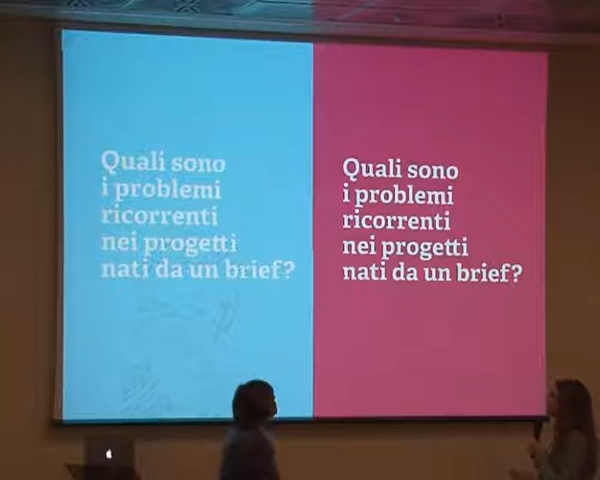 Quali sono
i problemi
ricorrenti
nei progetti
nati da un brief?
Quali sono
i problemi
ricorrenti
nei progetti
nati da un brief?